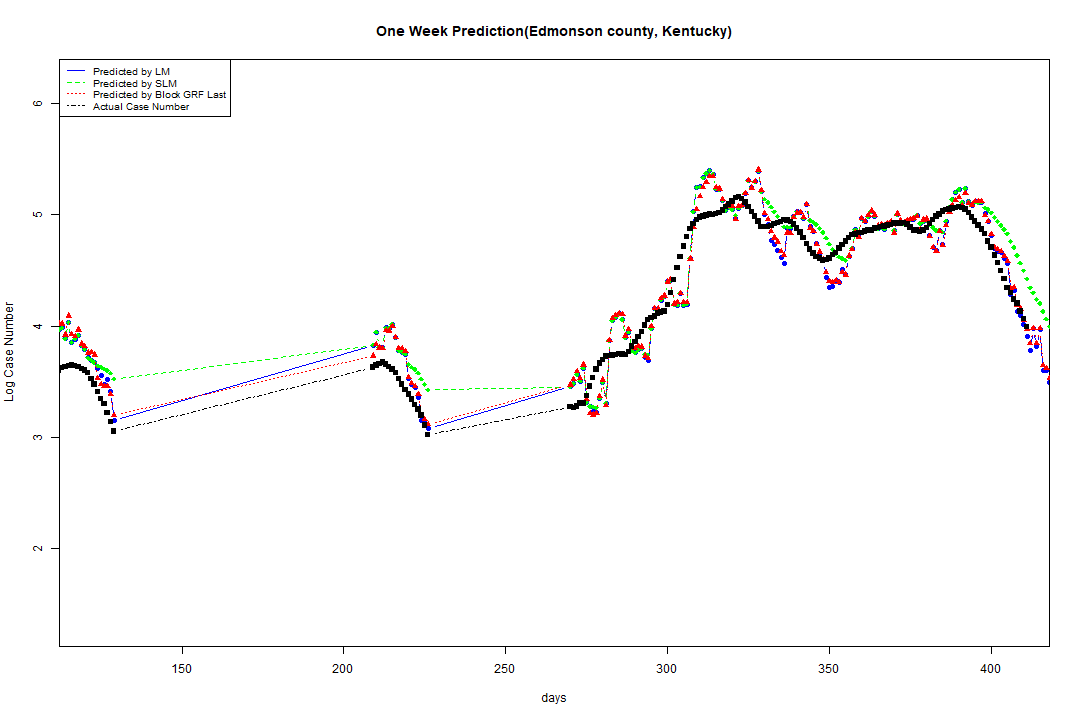 One Week Prediction(Edmonson county, Kentucky)
Predicted by LM
Predicted by SLM
Predicted by Block GRF Last
Actual Case Number
6
5
4
3
2
Log Case Number
150
200
250
300
350
400
days